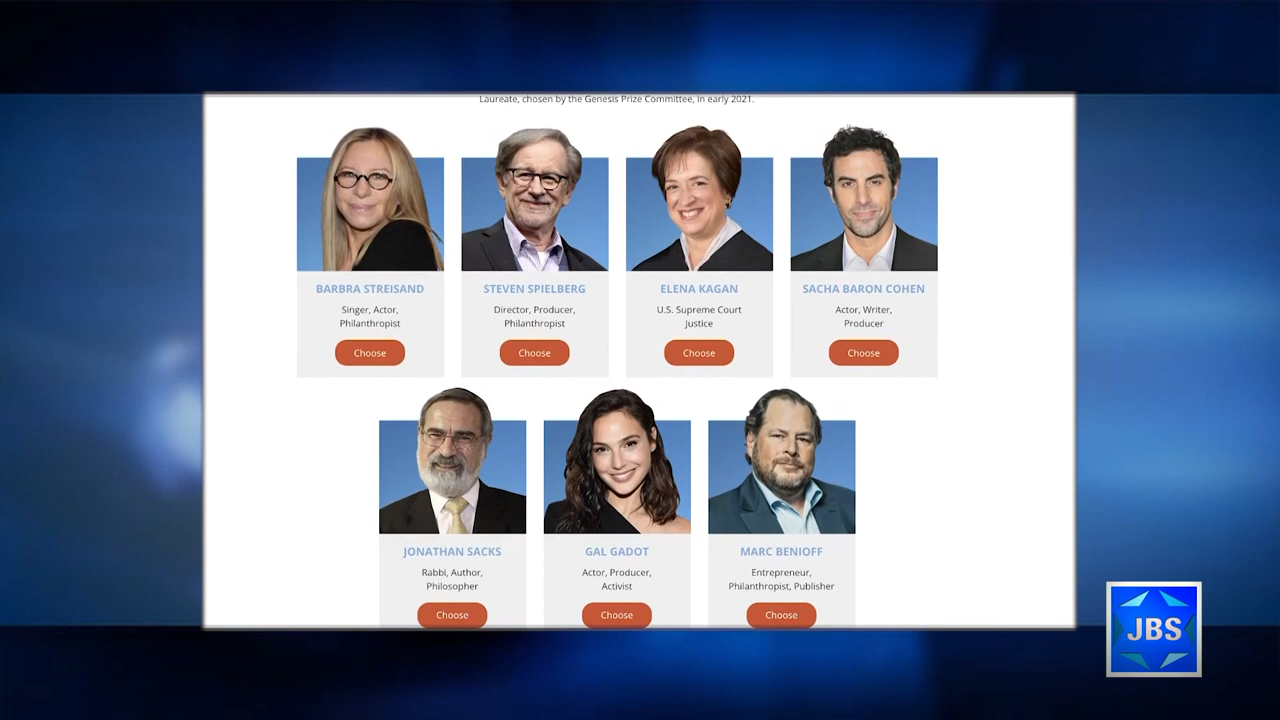 Laureate, chosen by the Genesis Prize Committee, in early 2021.
BARBRA STREISAND
Singer, Actor,
Philanthropist
Choose
STEVEN SPIELBERG
Director, Producer,
Philanthropist
Choose
ELENA KAGAN
U.S. Supreme Court
Justice
Choose
SACHA BARON COHEN
Actor, Writer,
Producer
Choose
JONATHAN SACKS
Rabbi, Author,
Philosopher
Choose
GAL GADOT
Actor, Producer,
Activist
Choose
MARC BENIOFF
Entrepreneur,
Philanthropist, Publisher
Choose
JBS